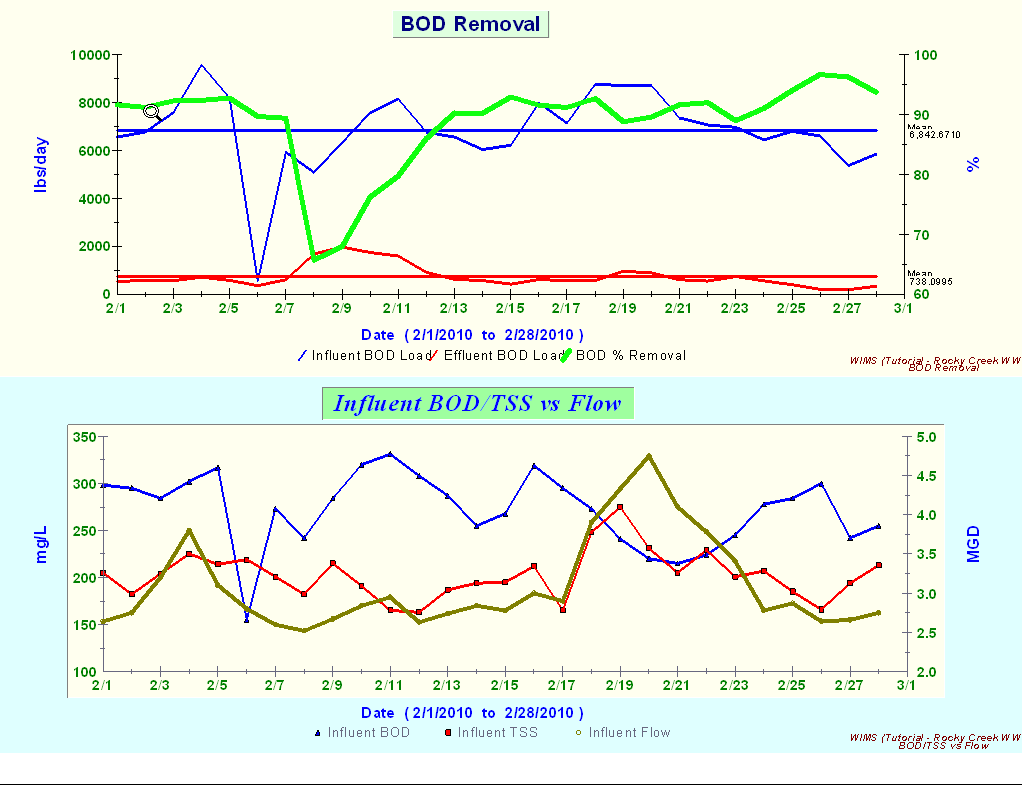 BOD Removal
10000
8000
6000
4000
2000
0
lbs/day
100
90
80
70
60
%
Mean
6,842.6710
Mean
738.0995
2/1 2/3 2/5 2/7 2/9 2/11 2/13 2/15 2/17 2/19 2/21 2/23 2/25 2/27 3/1
Date ( 2/1/2010 to 2/28/2010 )
Influent BOD Load Effluent BOD Load BOD % Removal
WIMS (Tutorial - Rocky Creek WW
BOD Removal
Influent BOD/TSS vs Flow
350
300
250
200
150
100
mg/L
5.0
4.5
4.0
3.5
3.0
2.5
2.0
MGD
2/1 2/3 2/5 2/7 2/9 2/11 2/13 2/15 2/17 2/19 2/21 2/23 2/25 2/27 3/1
Date ( 2/1/2010 to 2/28/2010 )
Influent BOD Influent TSS Influent Flow
WIMS (Tutorial - Rocky Creek WW
BOD/TSS vs Flow